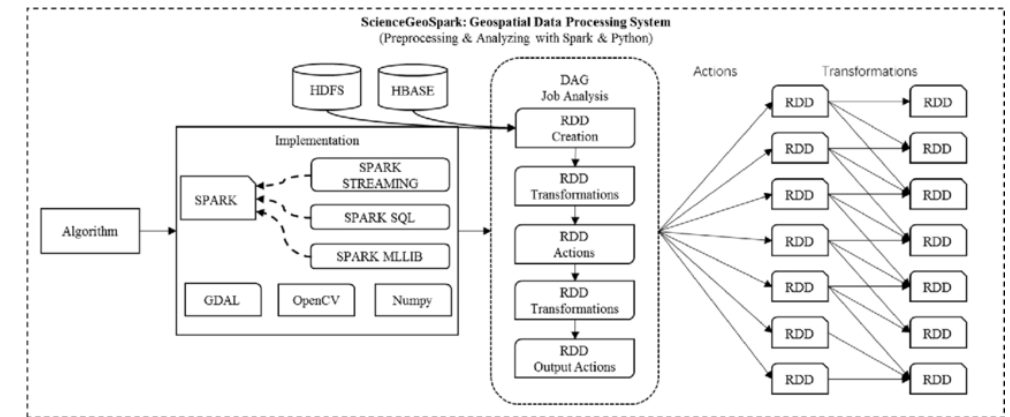 ScienceGeoSpark: Geospatial Data Processing System
(Preprocessing & Analyzing with Spark & Python)
HDFS
HBASE
DAG
Job Analysis
Actions
Transformations
Implementation
SPARK
SPARK
STREAMING
SPARK SQL
SPARK MLLIB
GDAL
OpenCV
Numpy
Algorithm
RDD
Creation
RDD
Transformations
RDD
Actions
RDD
Transformations
RDD
Output Actions
RDD
RDD
RDD
RDD
RDD
RDD
RDD
RDD
RDD
RDD
RDD
RDD
RDD
RDD